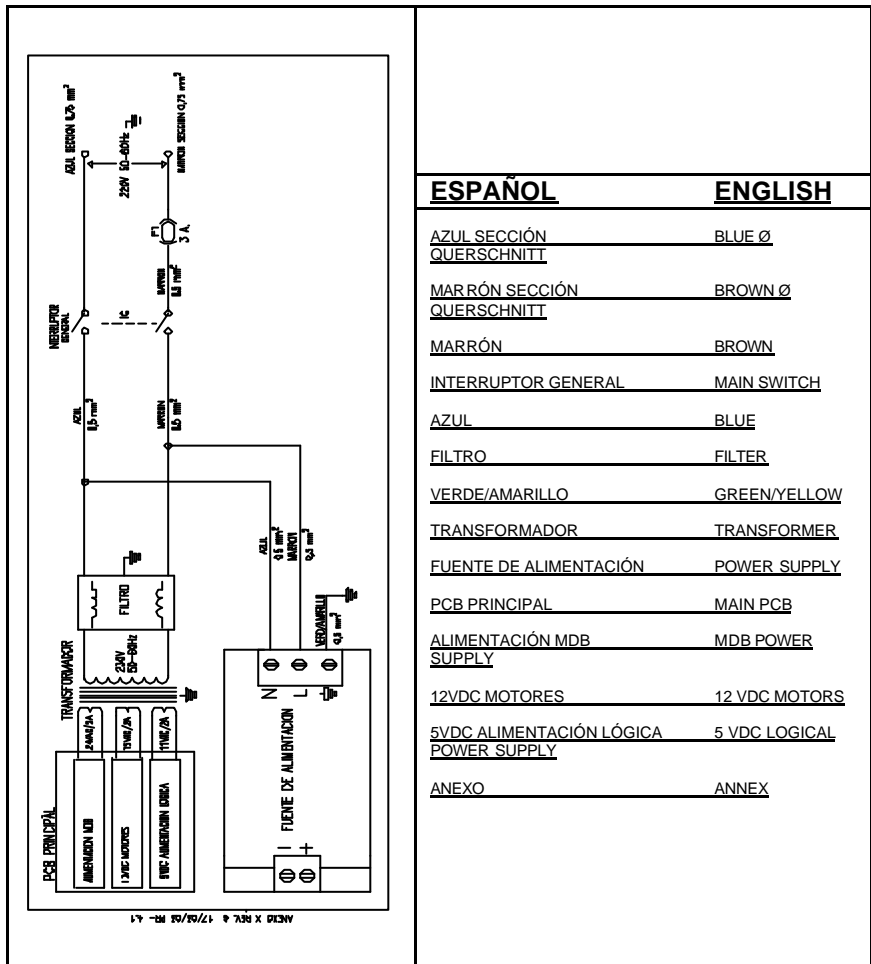 AZUL SECCION 0,75 mm²
MARRON SECCION 0,75 mm²
220V 50-60Hz
F1
3 A.
MARRON
0,5 mm²
INTERRUPTOR
GENERAL
IG
AZUL
0,5 mm²
MARRON
0,5 mm²
AZUL
0,5 mm²
MARRON
0,5 mm²
VERD/AMARILLO
0,5 mm²
FILTRO
TRANSFORMADOR
230V
50-60Hz
N
L
FUENTE DE ALIMENTACION
- +
PCB PRINCIPAL
ALIMENTACION MDB
12VDC MOTORES
5VDC ALIMENTACION LOGICA
ANEXO X REV.
ESPAÑOL ENGLISH
AZUL SECCIÓN BLUE Ø
QUERSCHNITT
MARRÓN SECCIÓN BROWN Ø
QUERSCHNITT
MARRÓN BROWN
INTERRUPTOR GENERAL MAIN SWITCH
AZUL BLUE
FILTRO FILTER
VERDE/AMARILLO GREEN/YELLOW
TRANSFORMADOR TRANSFORMER
FUENTE DE ALIMENTACIÓN POWER SUPPLY
PCB PRINCIPAL MAIN PCB
ALIMENTACIÓN MDB MDB POWER
SUPPLY
12VDC MOTORES 12 VDC MOTORS
5VDC ALIMENTACIÓN LÓGICA 5 VDC LOGICAL
POWER SUPPLY
ANEXO ANNEX